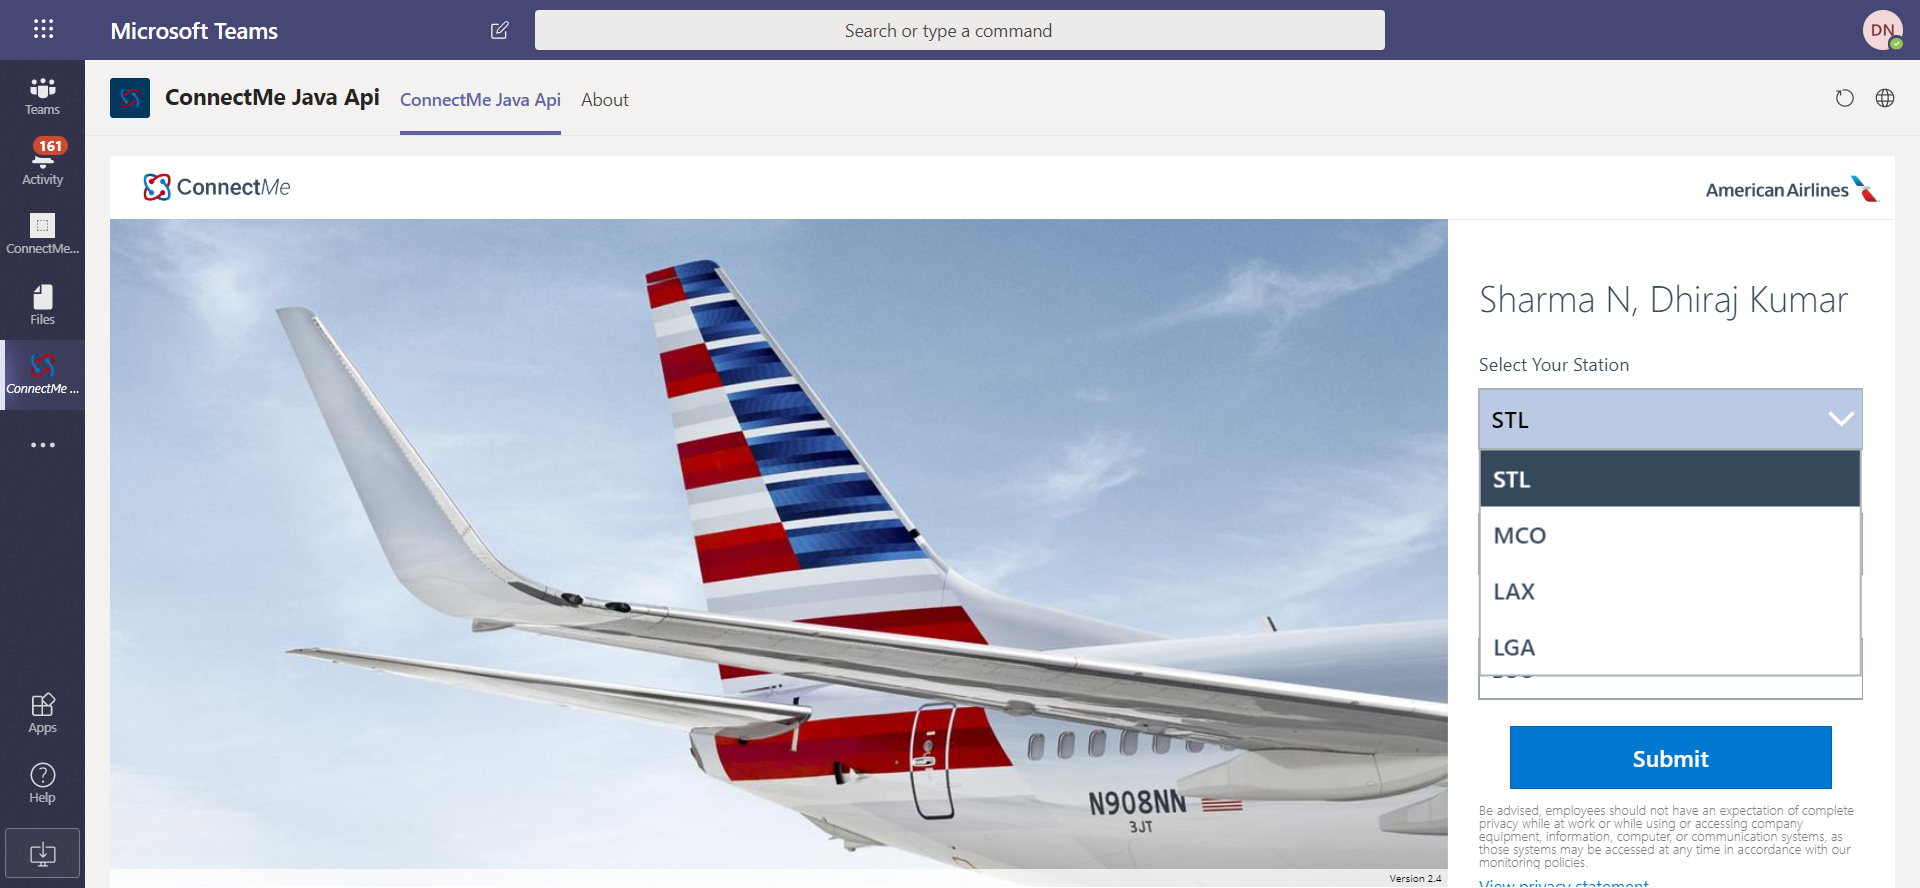 Microsoft Teams
Search or type a command
DN
Teams
161
Activity
ConnectMe...
Files
ConnectMe ...
Apps
Help
ConnectMe Java Api
ConnectMe Java Api
About
ConnectMe
American Airlines
N908NN
3JT
Version 2.4
Sharma N, Dhiraj Kumar
Select Your Station
STL
STL
MCO
LAX
LGA
Submit
Be advised, employees should not have an expectation of complete
privacy while at work or while using or accessing company
equipment, information, computer, or communication systems, as
those systems may be accessed at any time in accordance with our
monitoring policies.
View privacy statement